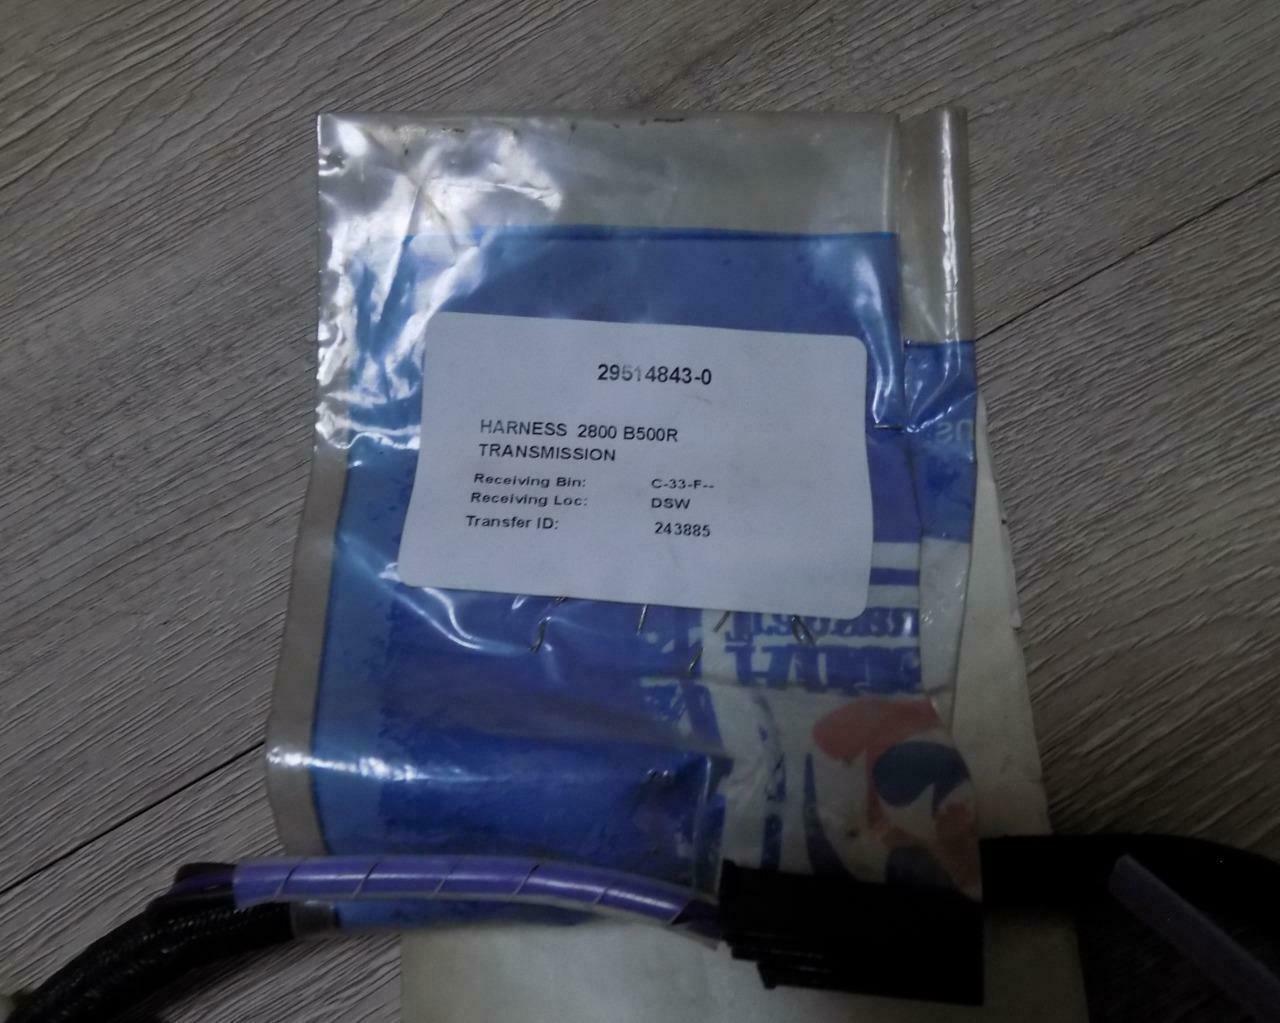 29514843-0
HARNESS 2800 B500R
TRANSMISSION
Receiving Bin: C-33-F--
Receiving Loc: DSW
Transfer ID: 243885